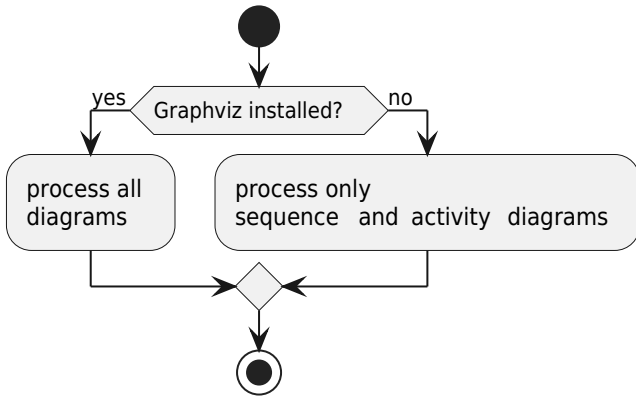 Graphviz installed?
yes
no
process all
diagrams
process only
sequence and activity diagrams